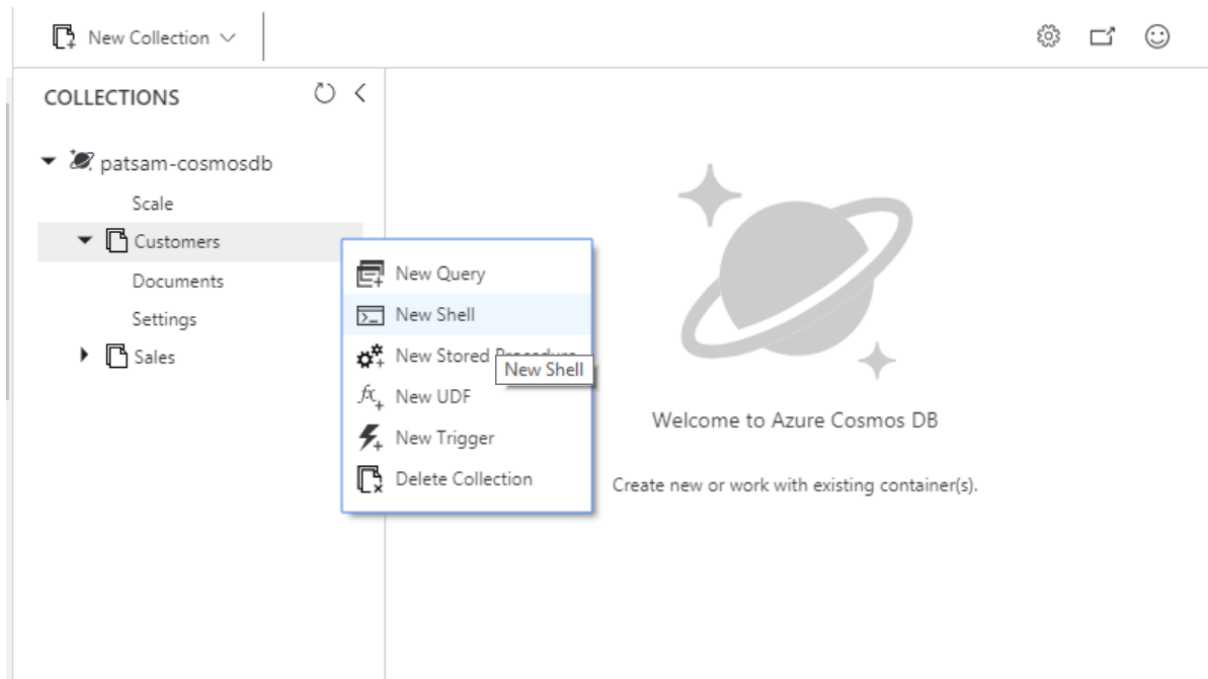 New Collection
COLLECTIONS
patsam-cosmosdb
Scale
Customers
Documents
Settings
Sales
New Query
New Shell
New Stored
New Shell
New UDF
New Trigger
Delete Collection
Welcome to Azure Cosmos DB
Create new or work with existing container(s).